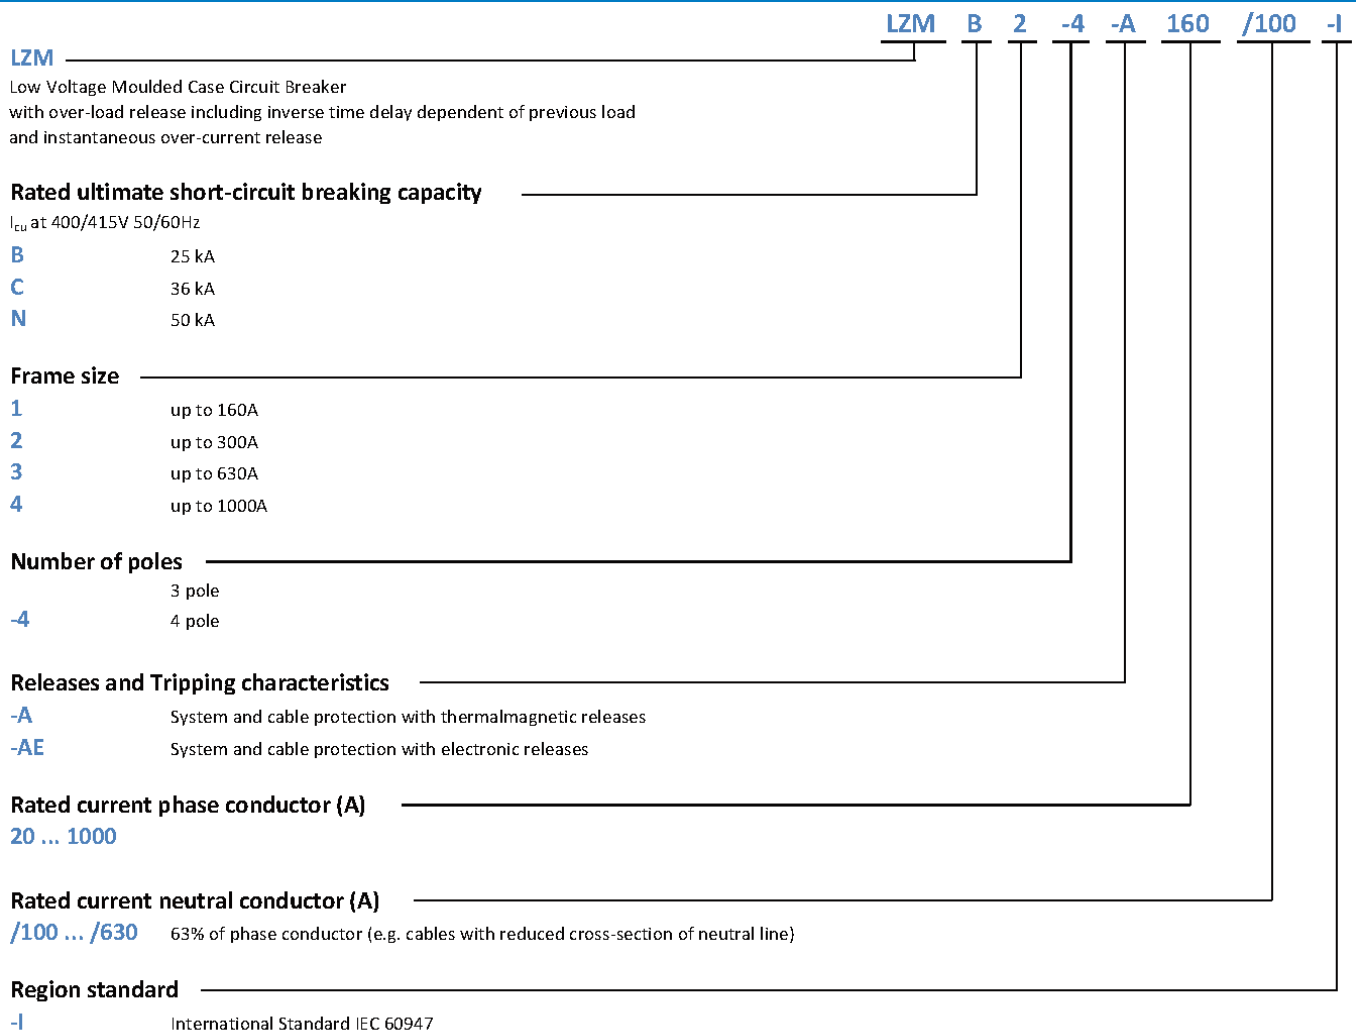 LZM B 2 -4 -A 160 /100 -I
LZM
Low Voltage Moulded Case Circuit Breaker
with over-load release including inverse time delay dependent of previous load
and instantaneous over-current release
Rated ultimate short-circuit breaking capacity
Icu at 400/415V 50/60Hz
B 25 kA
C 36 kA
N 50 kA
Frame size
1 up to 160A
2 up to 300A
3 up to 630A
4 up to 1000A
Number of poles
3 pole
-4 4 pole
Releases and Tripping characteristics
-A System and cable protection with thermalmagnetic releases
-AE System and cable protection with electronic releases
Rated current phase conductor (A)
20 ... 1000
Rated current neutral conductor (A)
/100 ... /630 63% of phase conductor (e.g. cables with reduced cross-section of neutral line)
Region standard
-I International Standard IEC 60947